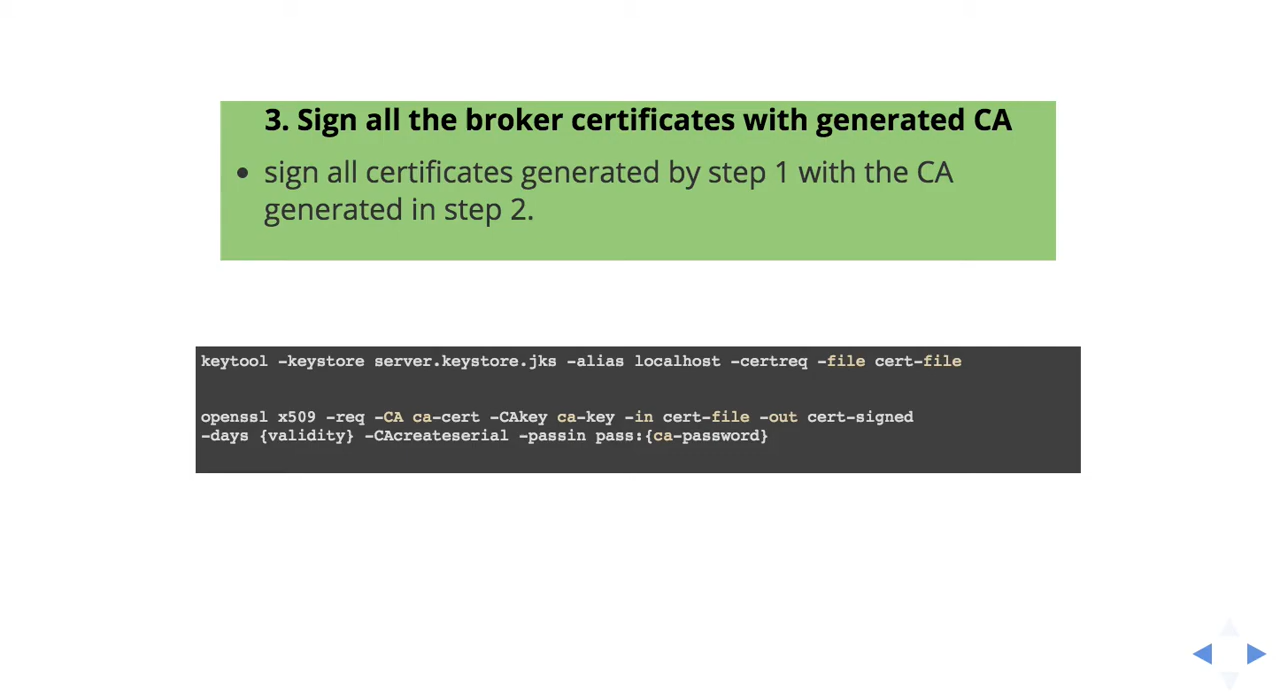 3. Sign all the broker certificates with generated CA
• sign all certificates generated by step 1 with the CA
generated in step 2.
keytool -keystore server.keystore.jks -alias localhost -certreq -file cert-file
openssl x509 -req -CA ca-cert -CAkey ca-key -in cert-file -out cert-signed
-days {validity} -CAcreateserial -passin pass:{ca-password}